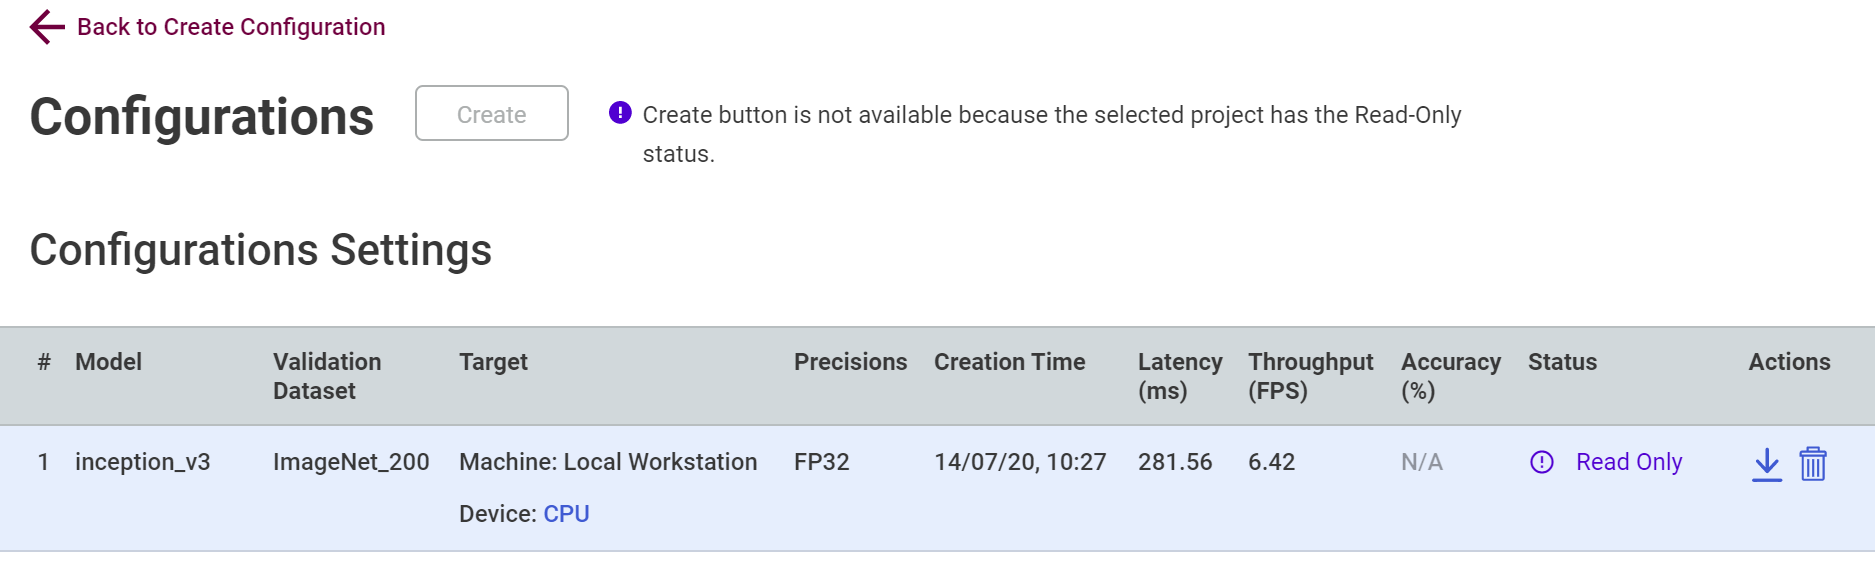 Back to Create Configuration
Configurations
Create
Create button is not available because the selected project has the Read-Only
status.
Configurations Settings
# Model Validation Dataset Target Precisions Creation Time Latency (ms) Throughput (FPS) Accuracy (%) Status Actions
1 inception_v3 ImageNet_200 Machine: Local Workstation FP32 14/07/20, 10:27 281.56 6.42 N/A Read Only
Device: CPU